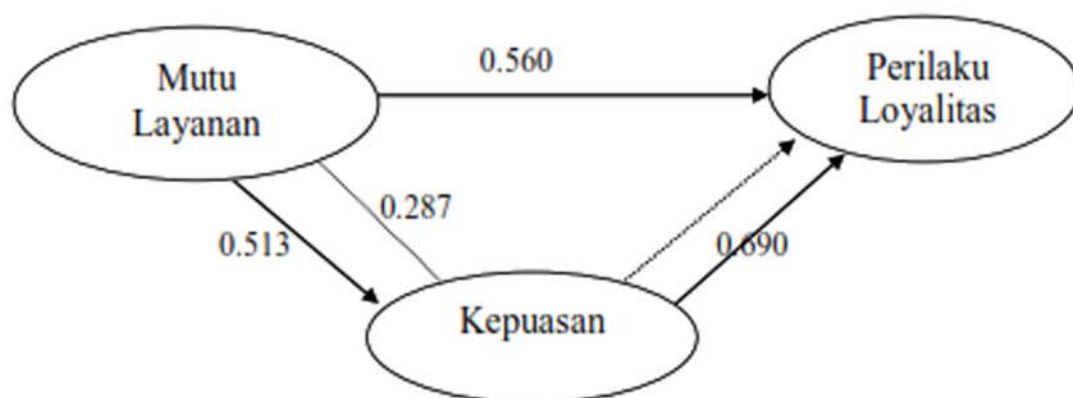 Mutu
Layanan
0.560
Perilaku
Loyalitas
0.287
0.513
0.690
Kepuasan